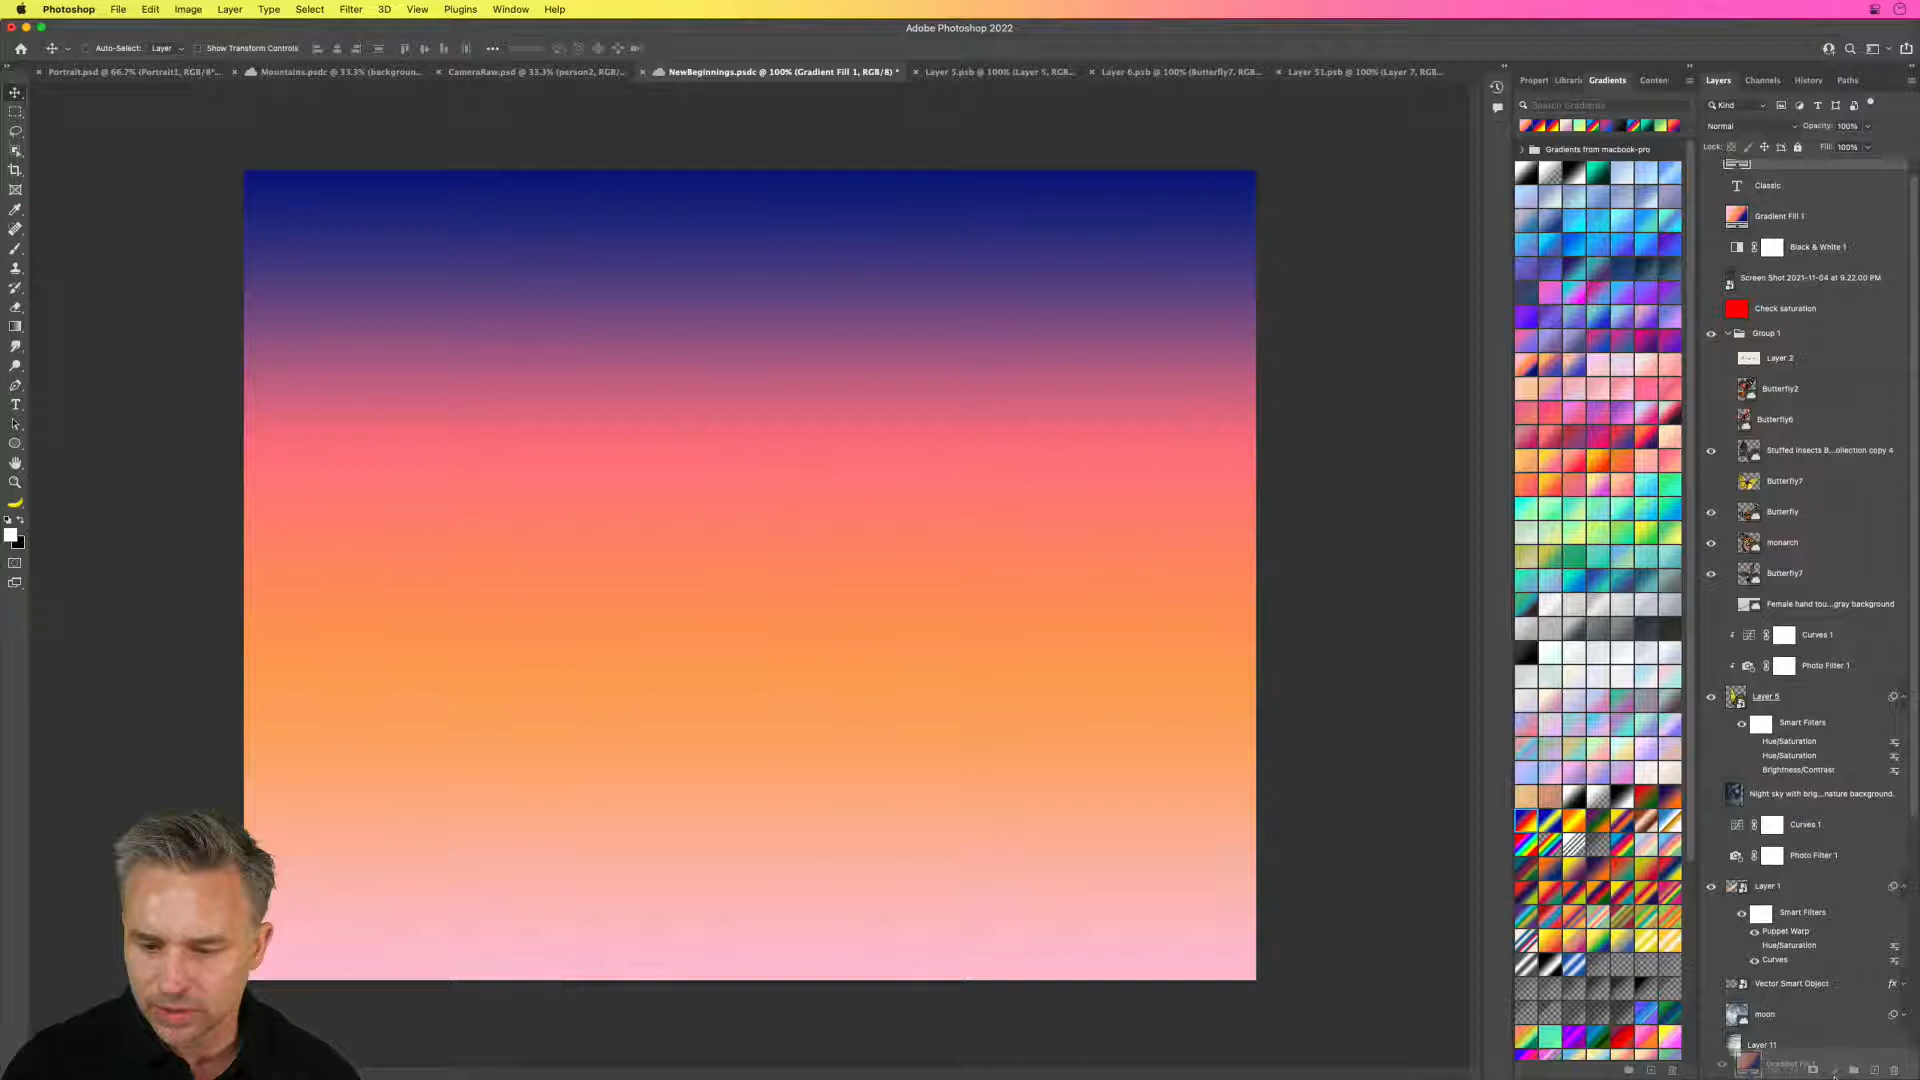 Photoshop File Edit Image Layer Type Select Filter 3D View Plugins Window Help
Adobe Photoshop 2022
Auto-Select: Layer Show Transform Controls
Portrait.psd @ 66.7% (Portrait1, RGB/8*... Mountains.psdc @ 33.3% (backgroun... CameraRaw.psd @ 33.3% (person2, RGB/... NewBeginnings.psdc @ 100% (Gradient Fill 1, RGB/8) * Layer 5.psb @ 100% (Layer 5, RGB... Layer 6.psb @ 100% (Butterfly7, RGB... Layer 51.psb @ 100% (Layer 7, RGB...
Propert Librari Gradients Conten
Search Gradients
Gradients from macbook-pro
Layers Channels History Paths
Kind
Normal Opacity: 100%
Lock: Fill: 100%
Classic
Gradient Fill 1
Black & White 1
Screen Shot 2021-11-04 at 9.22.00 PM
Check saturation
Group 1
Layer 2
Butterfly2
Butterfly6
Stuffed insects B...ollection copy 4
Butterfly7
Butterfly
monarch
Butterfly7
Female hand tou...gray background
Curves 1
Photo Filter 1
Layer 5
Smart Filters
Hue/Saturation
Hue/Saturation
Brightness/Contrast
Night sky with brig...nature background.
Curves 1
Photo Filter 1
Layer 1
Smart Filters
Puppet Warp
Hue/Saturation
Curves
Vector Smart Object fx
moon
Layer 11
Gradient Fill 1